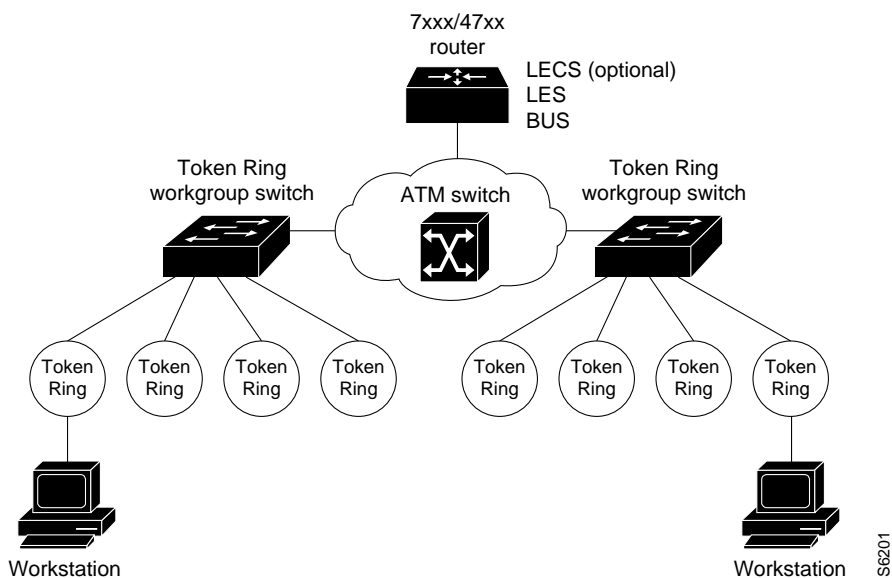 7xxx/47xx
router
LECS (optional)
LES
BUS
Token Ring
workgroup switch
ATM switch
Token Ring
workgroup switch
Token
Ring
Token
Ring
Token
Ring
Token
Ring
Token
Ring
Token
Ring
Token
Ring
Token
Ring
Workstation
Workstation
S6201